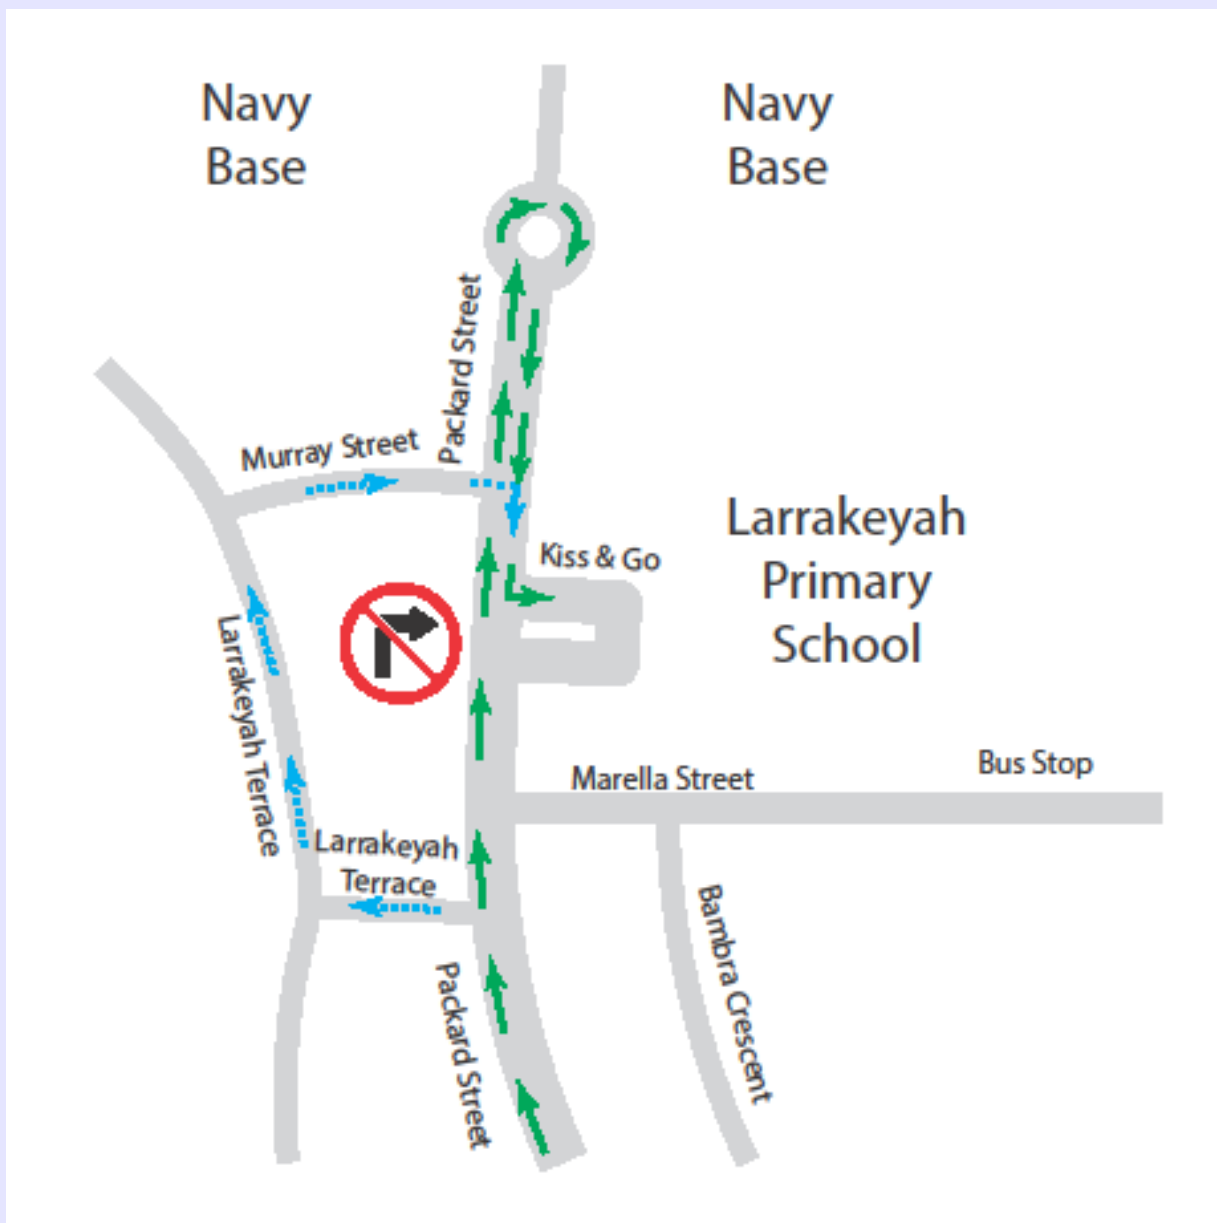 Navy
Base
Navy
Base
Packard Street
Murray Street
Larrakeyah
Primary
School
Kiss & Go
Larrakeyah Terrace
Marella Street
Bus Stop
Larrakeyah
Terrace
Bambra Crescent
Packard Street